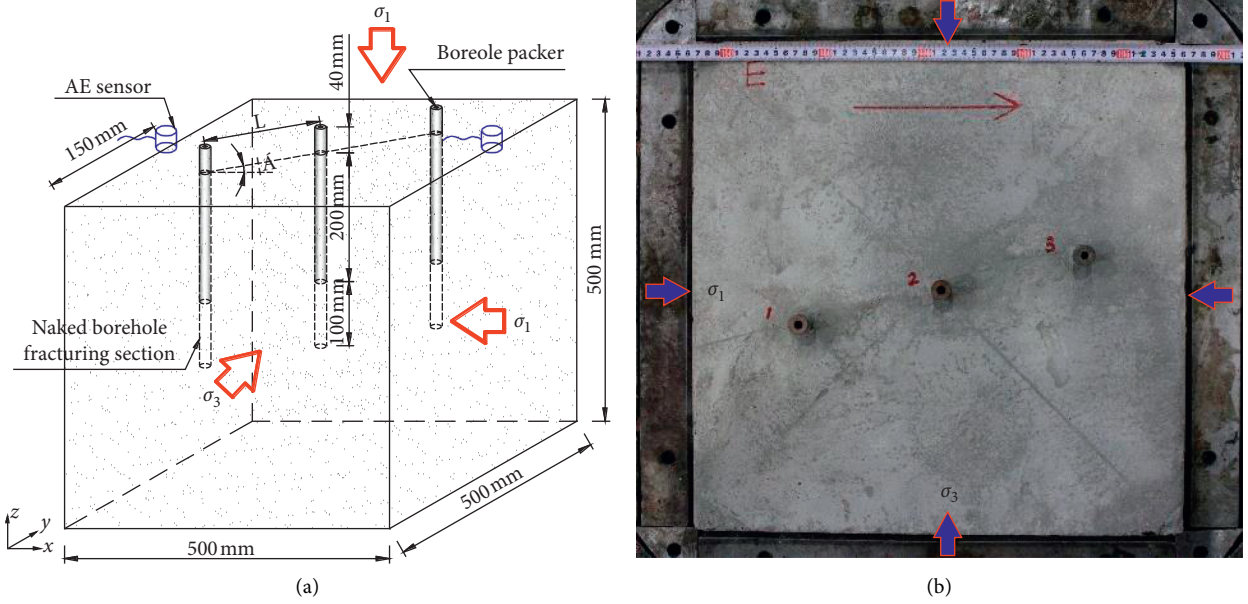 σ1
Boreole packer
AE sensor
40 mm
150 mm
L
Á
200 mm
100 mm
500 mm
σ1
Naked borehole
fracturing section
σ3
500 mm
500 mm
z
y
x
(a)
E
1
2
3
σ1
σ3
(b)